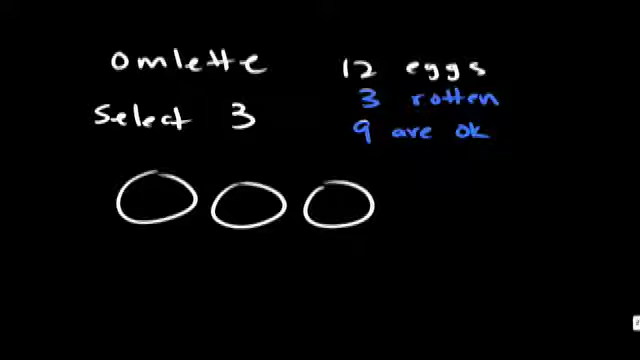 omlette
12 eggs
3 rotten
select 3
9 are ok